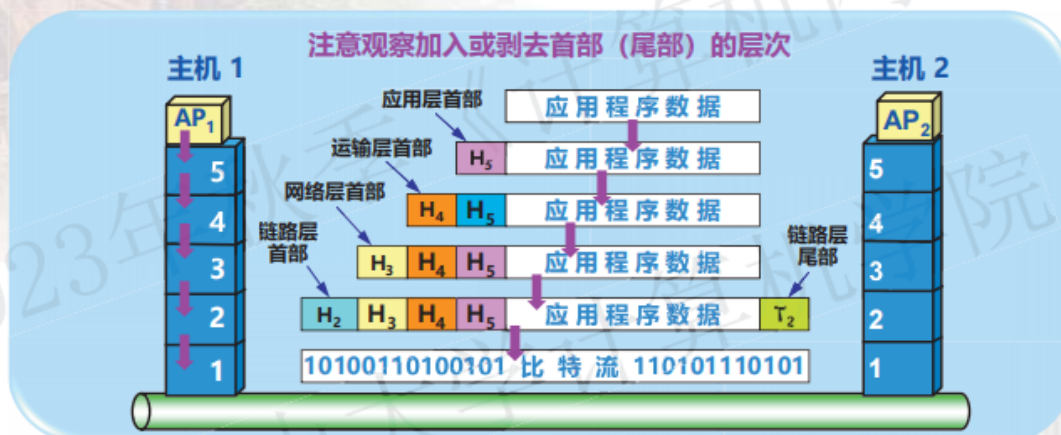 注意观察加入或剥去首部（尾部）的层次
主机 1
主机 2
AP1
AP2
应用层首部
应用程序数据
运输层首部
H5 应用程序数据
网络层首部
H4 H5 应用程序数据
链路层
首部
H3 H4 H5 应用程序数据
链路层
尾部
H2 H3 H4 H5 应用程序数据 T2
10100110100101 比特流 110101110101
5
4
3
2
1
5
4
3
2
1